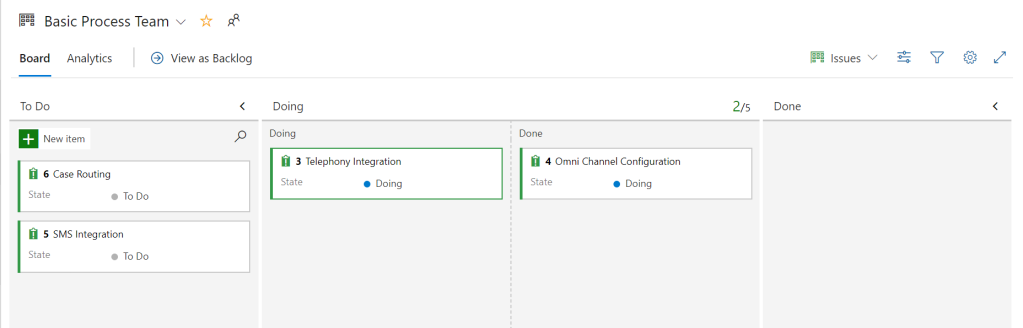 Basic Process Team
Board Analytics View as Backlog Issues
To Do Doing 2/5 Done
New item
Doing Done
6 Case Routing
State To Do
5 SMS Integration
State To Do
3 Telephony Integration
State Doing
4 Omni Channel Configuration
State Doing